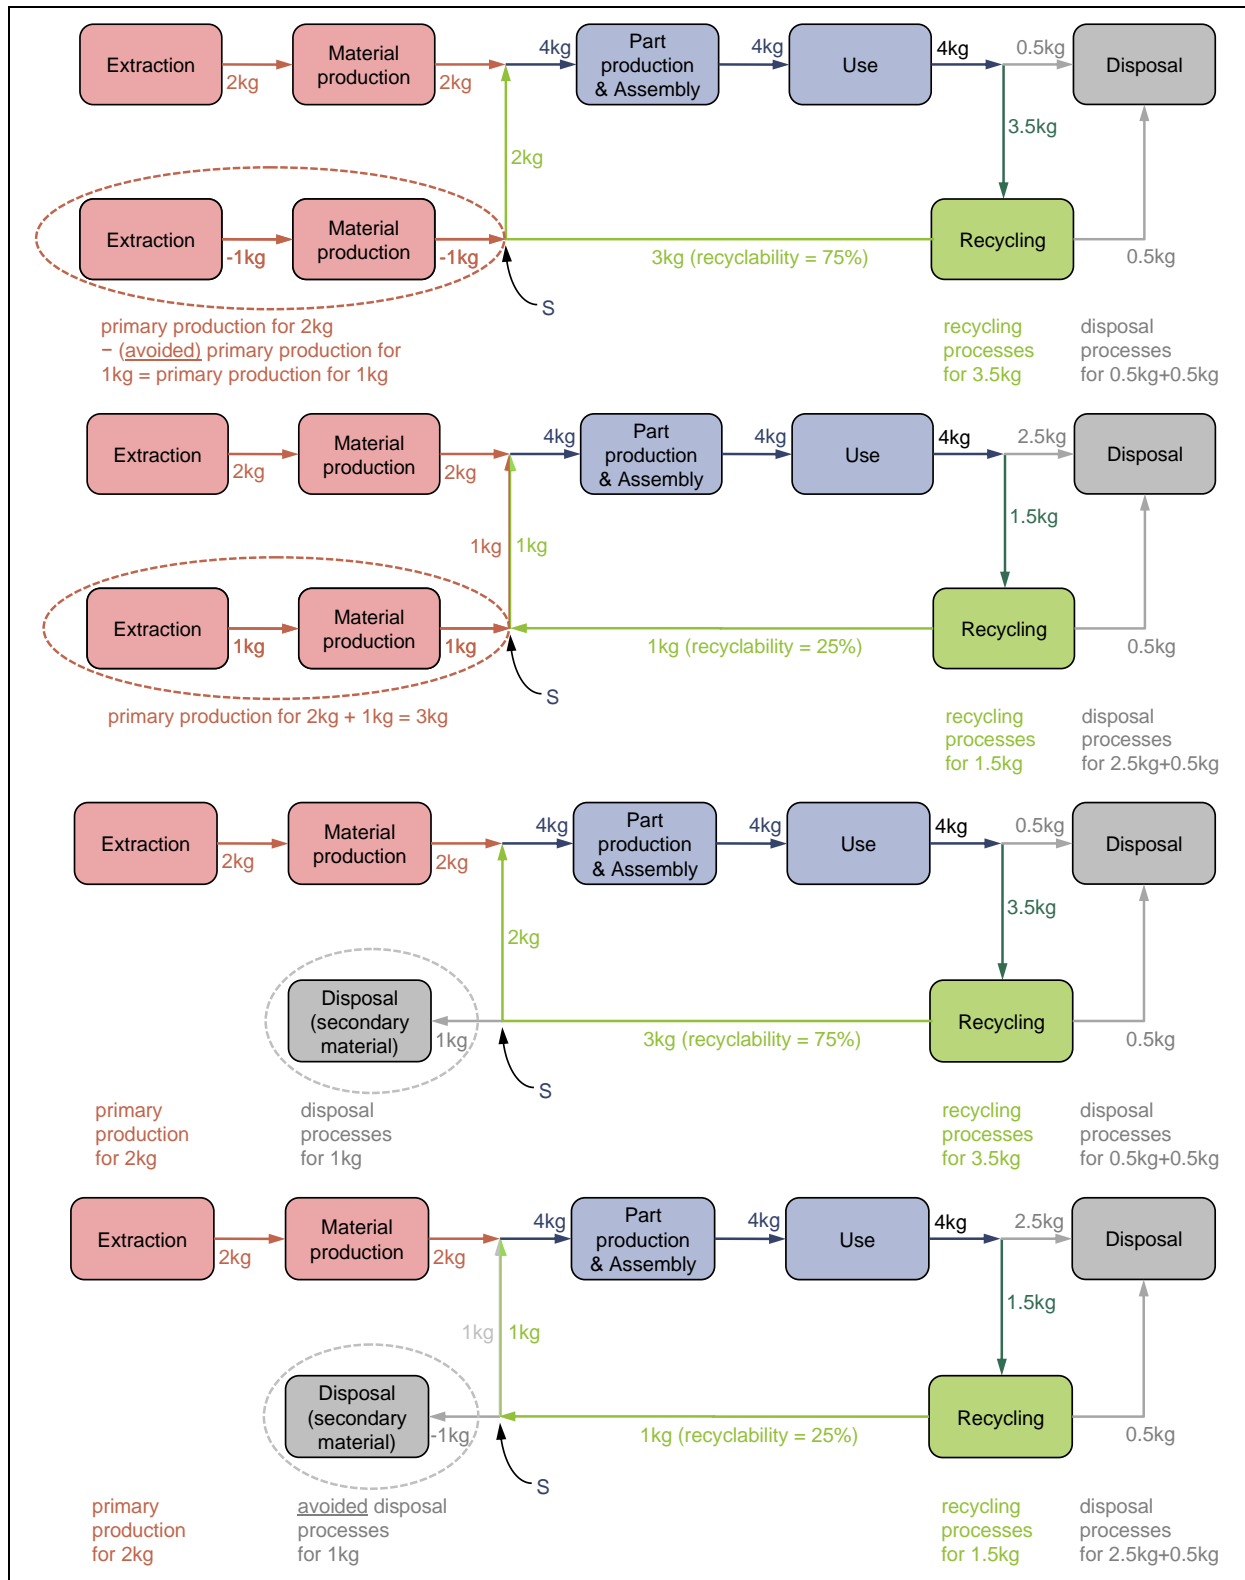 Extraction
2kg
Material
production
2kg
4kg
Part
production
& Assembly
4kg
Use
4kg
0.5kg
Disposal
3.5kg
2kg
Extraction
-1kg
Material
production
-1kg
3kg (recyclability = 75%)
Recycling
0.5kg
S
primary production for 2kg
− (avoided) primary production for
1kg = primary production for 1kg
recycling
processes
for 3.5kg
disposal
processes
for 0.5kg+0.5kg
Extraction
2kg
Material
production
2kg
4kg
Part
production
& Assembly
4kg
Use
4kg
2.5kg
Disposal
1.5kg
1kg
1kg
Extraction
1kg
Material
production
1kg
1kg (recyclability = 25%)
Recycling
0.5kg
S
primary production for 2kg + 1kg = 3kg
recycling
processes
for 1.5kg
disposal
processes
for 2.5kg+0.5kg
Extraction
2kg
Material
production
2kg
4kg
Part
production
& Assembly
4kg
Use
4kg
0.5kg
Disposal
3.5kg
2kg
Disposal
(secondary
material)
1kg
3kg (recyclability = 75%)
Recycling
0.5kg
S
primary
production
for 2kg
disposal
processes
for 1kg
recycling
processes
for 3.5kg
disposal
processes
for 0.5kg+0.5kg
Extraction
2kg
Material
production
2kg
4kg
Part
production
& Assembly
4kg
Use
4kg
2.5kg
Disposal
1.5kg
1kg
1kg
Disposal
(secondary
material)
-1kg
1kg (recyclability = 25%)
Recycling
0.5kg
S
primary
production
for 2kg
avoided disposal
processes
for 1kg
recycling
processes
for 1.5kg
disposal
processes
for 2.5kg+0.5kg